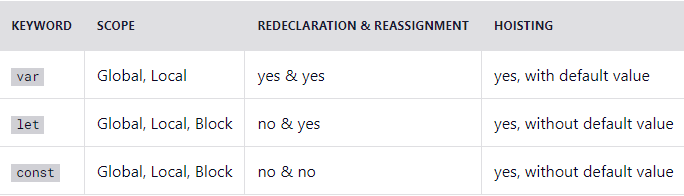 KEYWORD SCOPE REDECLARATION & REASSIGNMENT HOISTING
var Global, Local yes & yes yes, with default value
let Global, Local, Block no & yes yes, without default value
const Global, Local, Block no & no yes, without default value